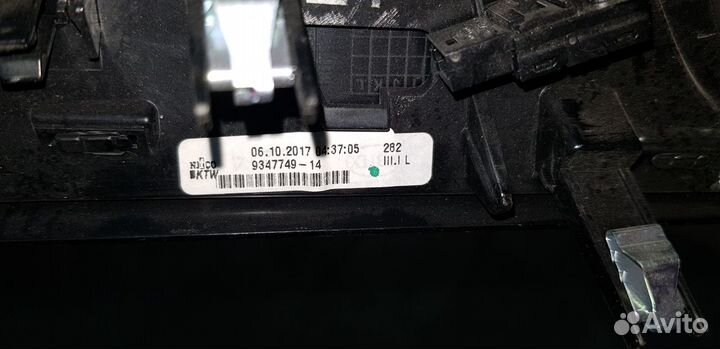 06.10.2017 04:37:05 282
9347749-14 III.I L
KTW
Avito